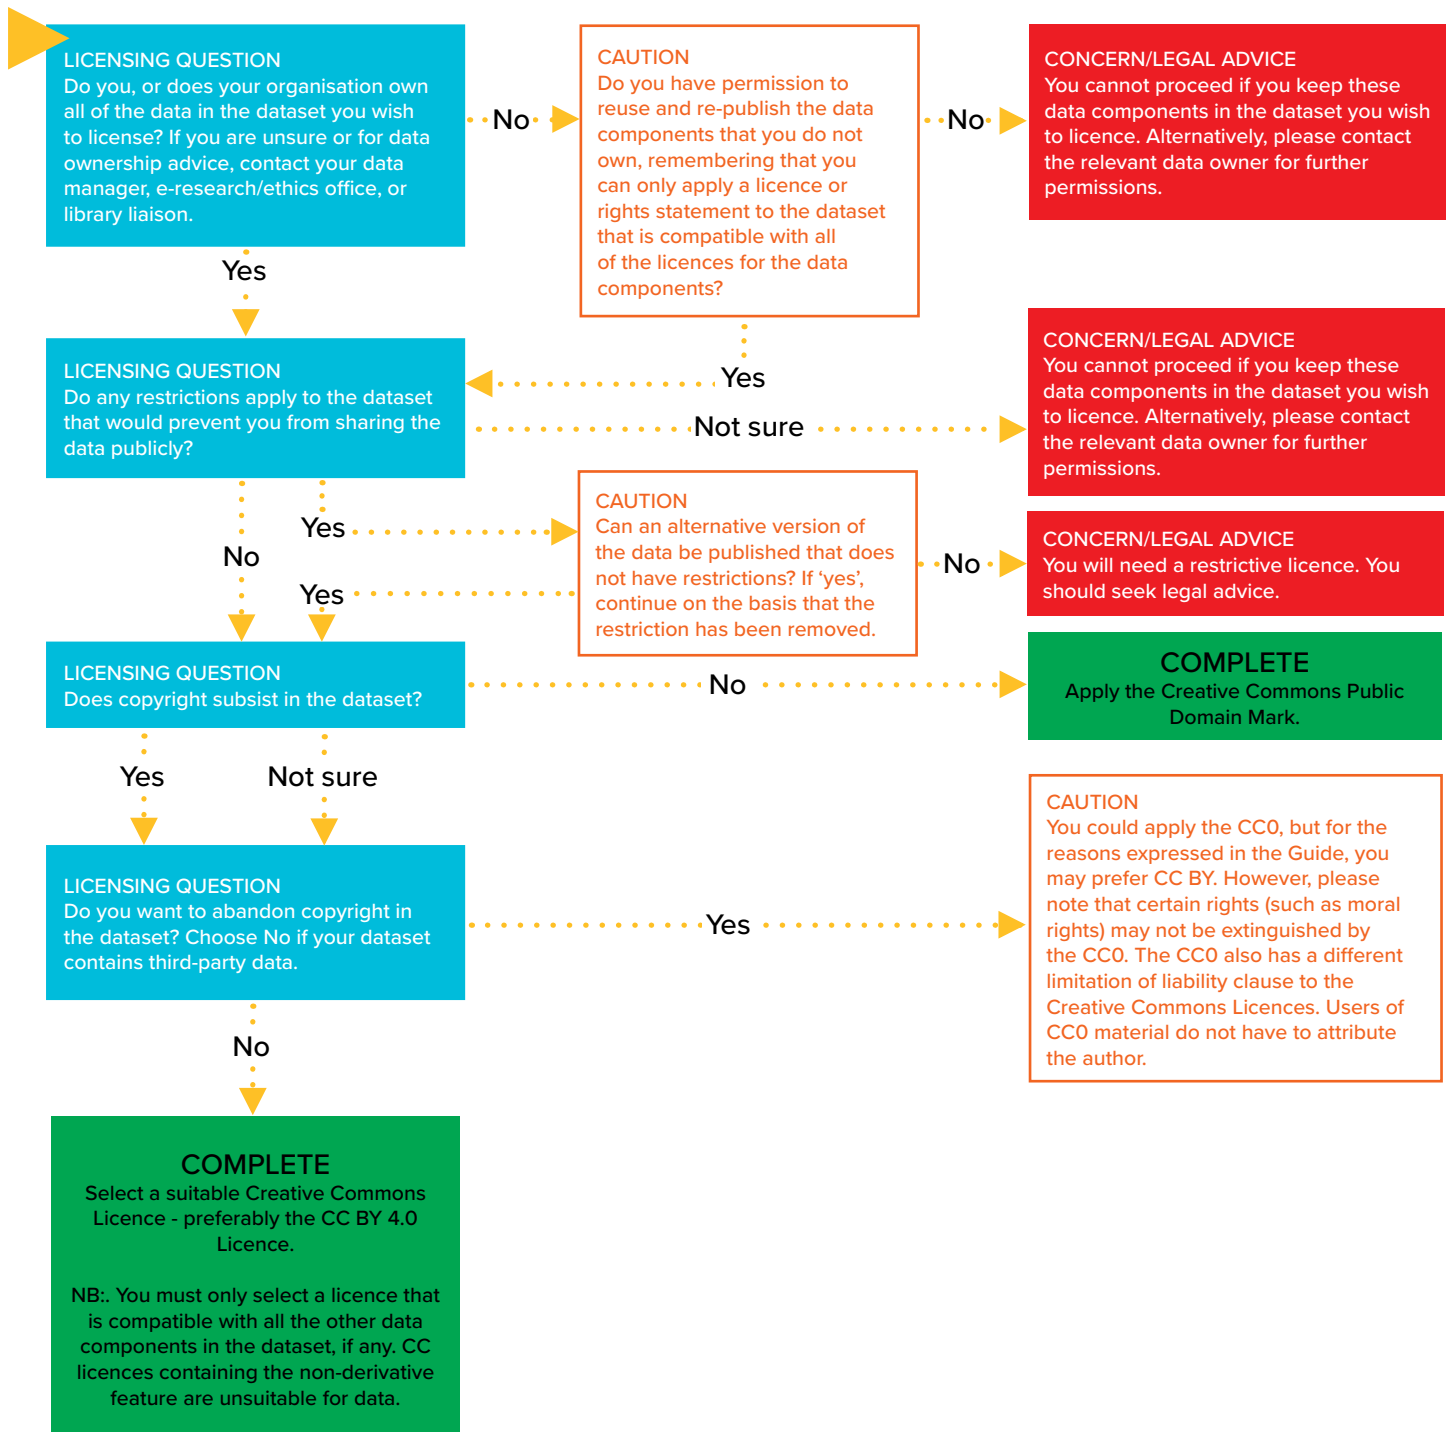 LICENSING QUESTION
Do you, or does your organisation own
all of the data in the dataset you wish
to license? If you are unsure or for data
ownership advice, contact your data
manager, e-research/ethics office, or
library liaison.
No
CAUTION
Do you have permission to
reuse and re-publish the data
components that you do not
own, remembering that you
can only apply a licence or
rights statement to the dataset
that is compatible with all
of the licences for the data
components?
No
CONCERN/LEGAL ADVICE
You cannot proceed if you keep these
data components in the dataset you wish
to licence. Alternatively, please contact
the relevant data owner for further
permissions.
Yes
Yes
LICENSING QUESTION
Do any restrictions apply to the dataset
that would prevent you from sharing the
data publicly?
Not sure
CONCERN/LEGAL ADVICE
You cannot proceed if you keep these
data components in the dataset you wish
to licence. Alternatively, please contact
the relevant data owner for further
permissions.
Yes
No
Yes
CAUTION
Can an alternative version of
the data be published that does
not have restrictions? If ‘yes’,
continue on the basis that the
restriction has been removed.
No
CONCERN/LEGAL ADVICE
You will need a restrictive licence. You
should seek legal advice.
LICENSING QUESTION
Does copyright subsist in the dataset?
No
COMPLETE
Apply the Creative Commons Public
Domain Mark.
Yes
Not sure
LICENSING QUESTION
Do you want to abandon copyright in
the dataset? Choose No if your dataset
contains third-party data.
Yes
CAUTION
You could apply the CC0, but for the
reasons expressed in the Guide, you
may prefer CC BY. However, please
note that certain rights (such as moral
rights) may not be extinguished by
the CC0. The CC0 also has a different
limitation of liability clause to the
Creative Commons Licences. Users of
CC0 material do not have to attribute
the author.
No
COMPLETE
Select a suitable Creative Commons
Licence - preferably the CC BY 4.0
Licence.
NB:. You must only select a licence that
is compatible with all the other data
components in the dataset, if any. CC
licences containing the non-derivative
feature are unsuitable for data.